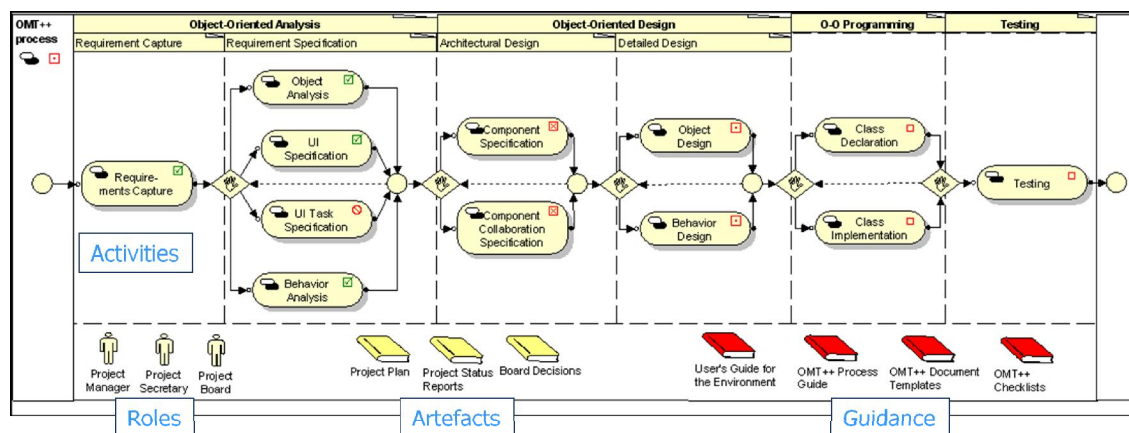 OMT++
process
Object-Oriented Analysis
Object-Oriented Design
O-O Programming
Testing
Requirement Capture
Requirement Specification
Architectural Design
Detailed Design
Object
Analysis
UI
Specification
Require-
ments Capture
UI Task
Specification
Behavior
Analysis
Component
Specification
Component
Collaboration
Specification
Object
Design
Behavior
Design
Class
Declaration
Class
Implementation
Testing
Activities
Project
Manager
Project
Secretary
Project
Board
Project Plan
Project Status
Reports
Board Decisions
User's Guide for
the Environment
OMT++ Process
Guide
OMT++ Document
Templates
OMT++
Checklists
Roles
Artefacts
Guidance